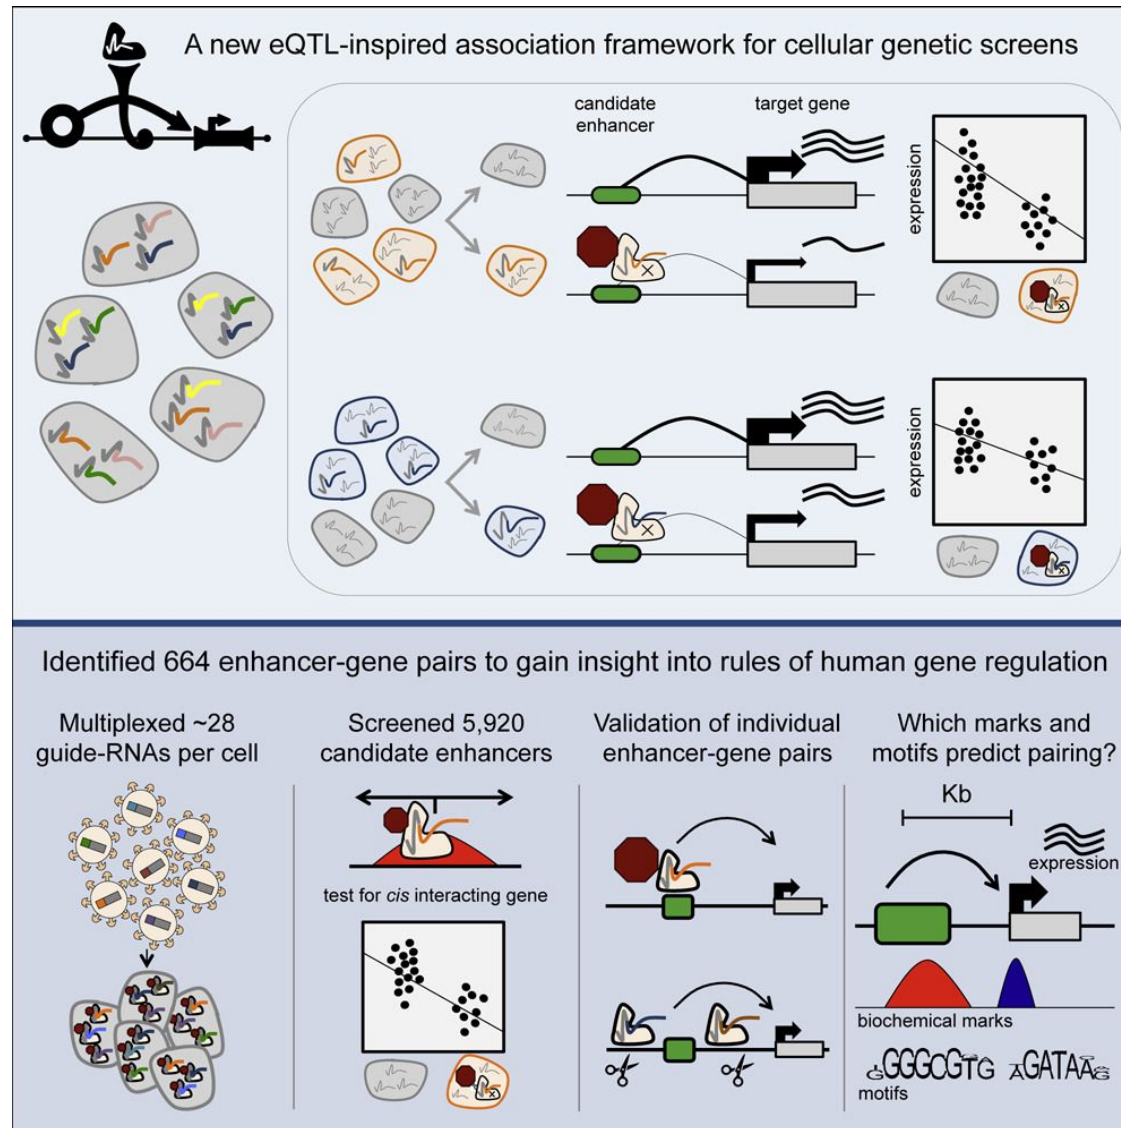 A new eQTL-inspired association framework for cellular genetic screens
candidate
enhancer
target gene
expression
expression
Identified 664 enhancer-gene pairs to gain insight into rules of human gene regulation
Multiplexed ~28
guide-RNAs per cell
Screened 5,920
candidate enhancers
test for cis interacting gene
Validation of individual
enhancer-gene pairs
Which marks and
motifs predict pairing?
Kb
expression
biochemical marks
GGGCGTG
GATAA
motifs